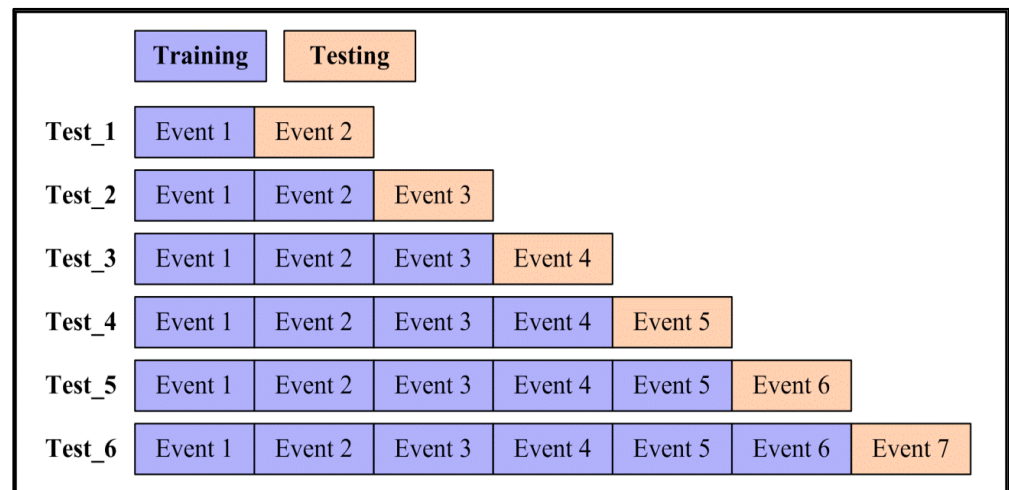 Training Testing
Test_1 Event 1 Event 2
Test_2 Event 1 Event 2 Event 3
Test_3 Event 1 Event 2 Event 3 Event 4
Test_4 Event 1 Event 2 Event 3 Event 4 Event 5
Test_5 Event 1 Event 2 Event 3 Event 4 Event 5 Event 6
Test_6 Event 1 Event 2 Event 3 Event 4 Event 5 Event 6 Event 7